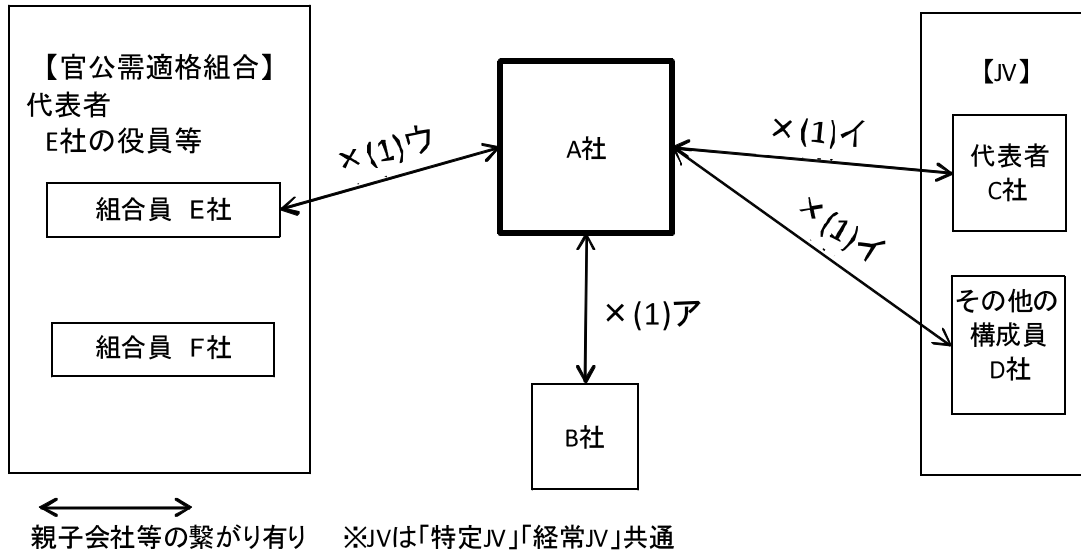 【官公需適格組合】
代表者
E社の役員等
組合員　E社
組合員　F社
×(1)ウ
A社
×(1)ア
B社
×(1)イ
×(1)イ
【JV】
代表者
C社
その他の
構成員
D社
親子会社等の繋がり有り
※JVは「特定JV」「経常JV」共通